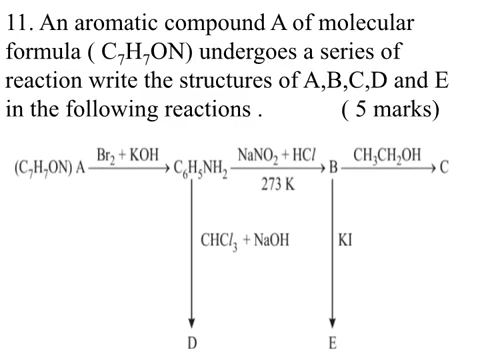 11. An aromatic compound A of molecular
formula ( C₇H₇ON) undergoes a series of
reaction write the structures of A,B,C,D and E
in the following reactions . ( 5 marks)
(C₇H₇ON) A Br₂ + KOH C₆H₅NH₂ NaNO₂ + HCl 273 K B CH₃CH₂OH C
CHCl₃ + NaOH KI
D E